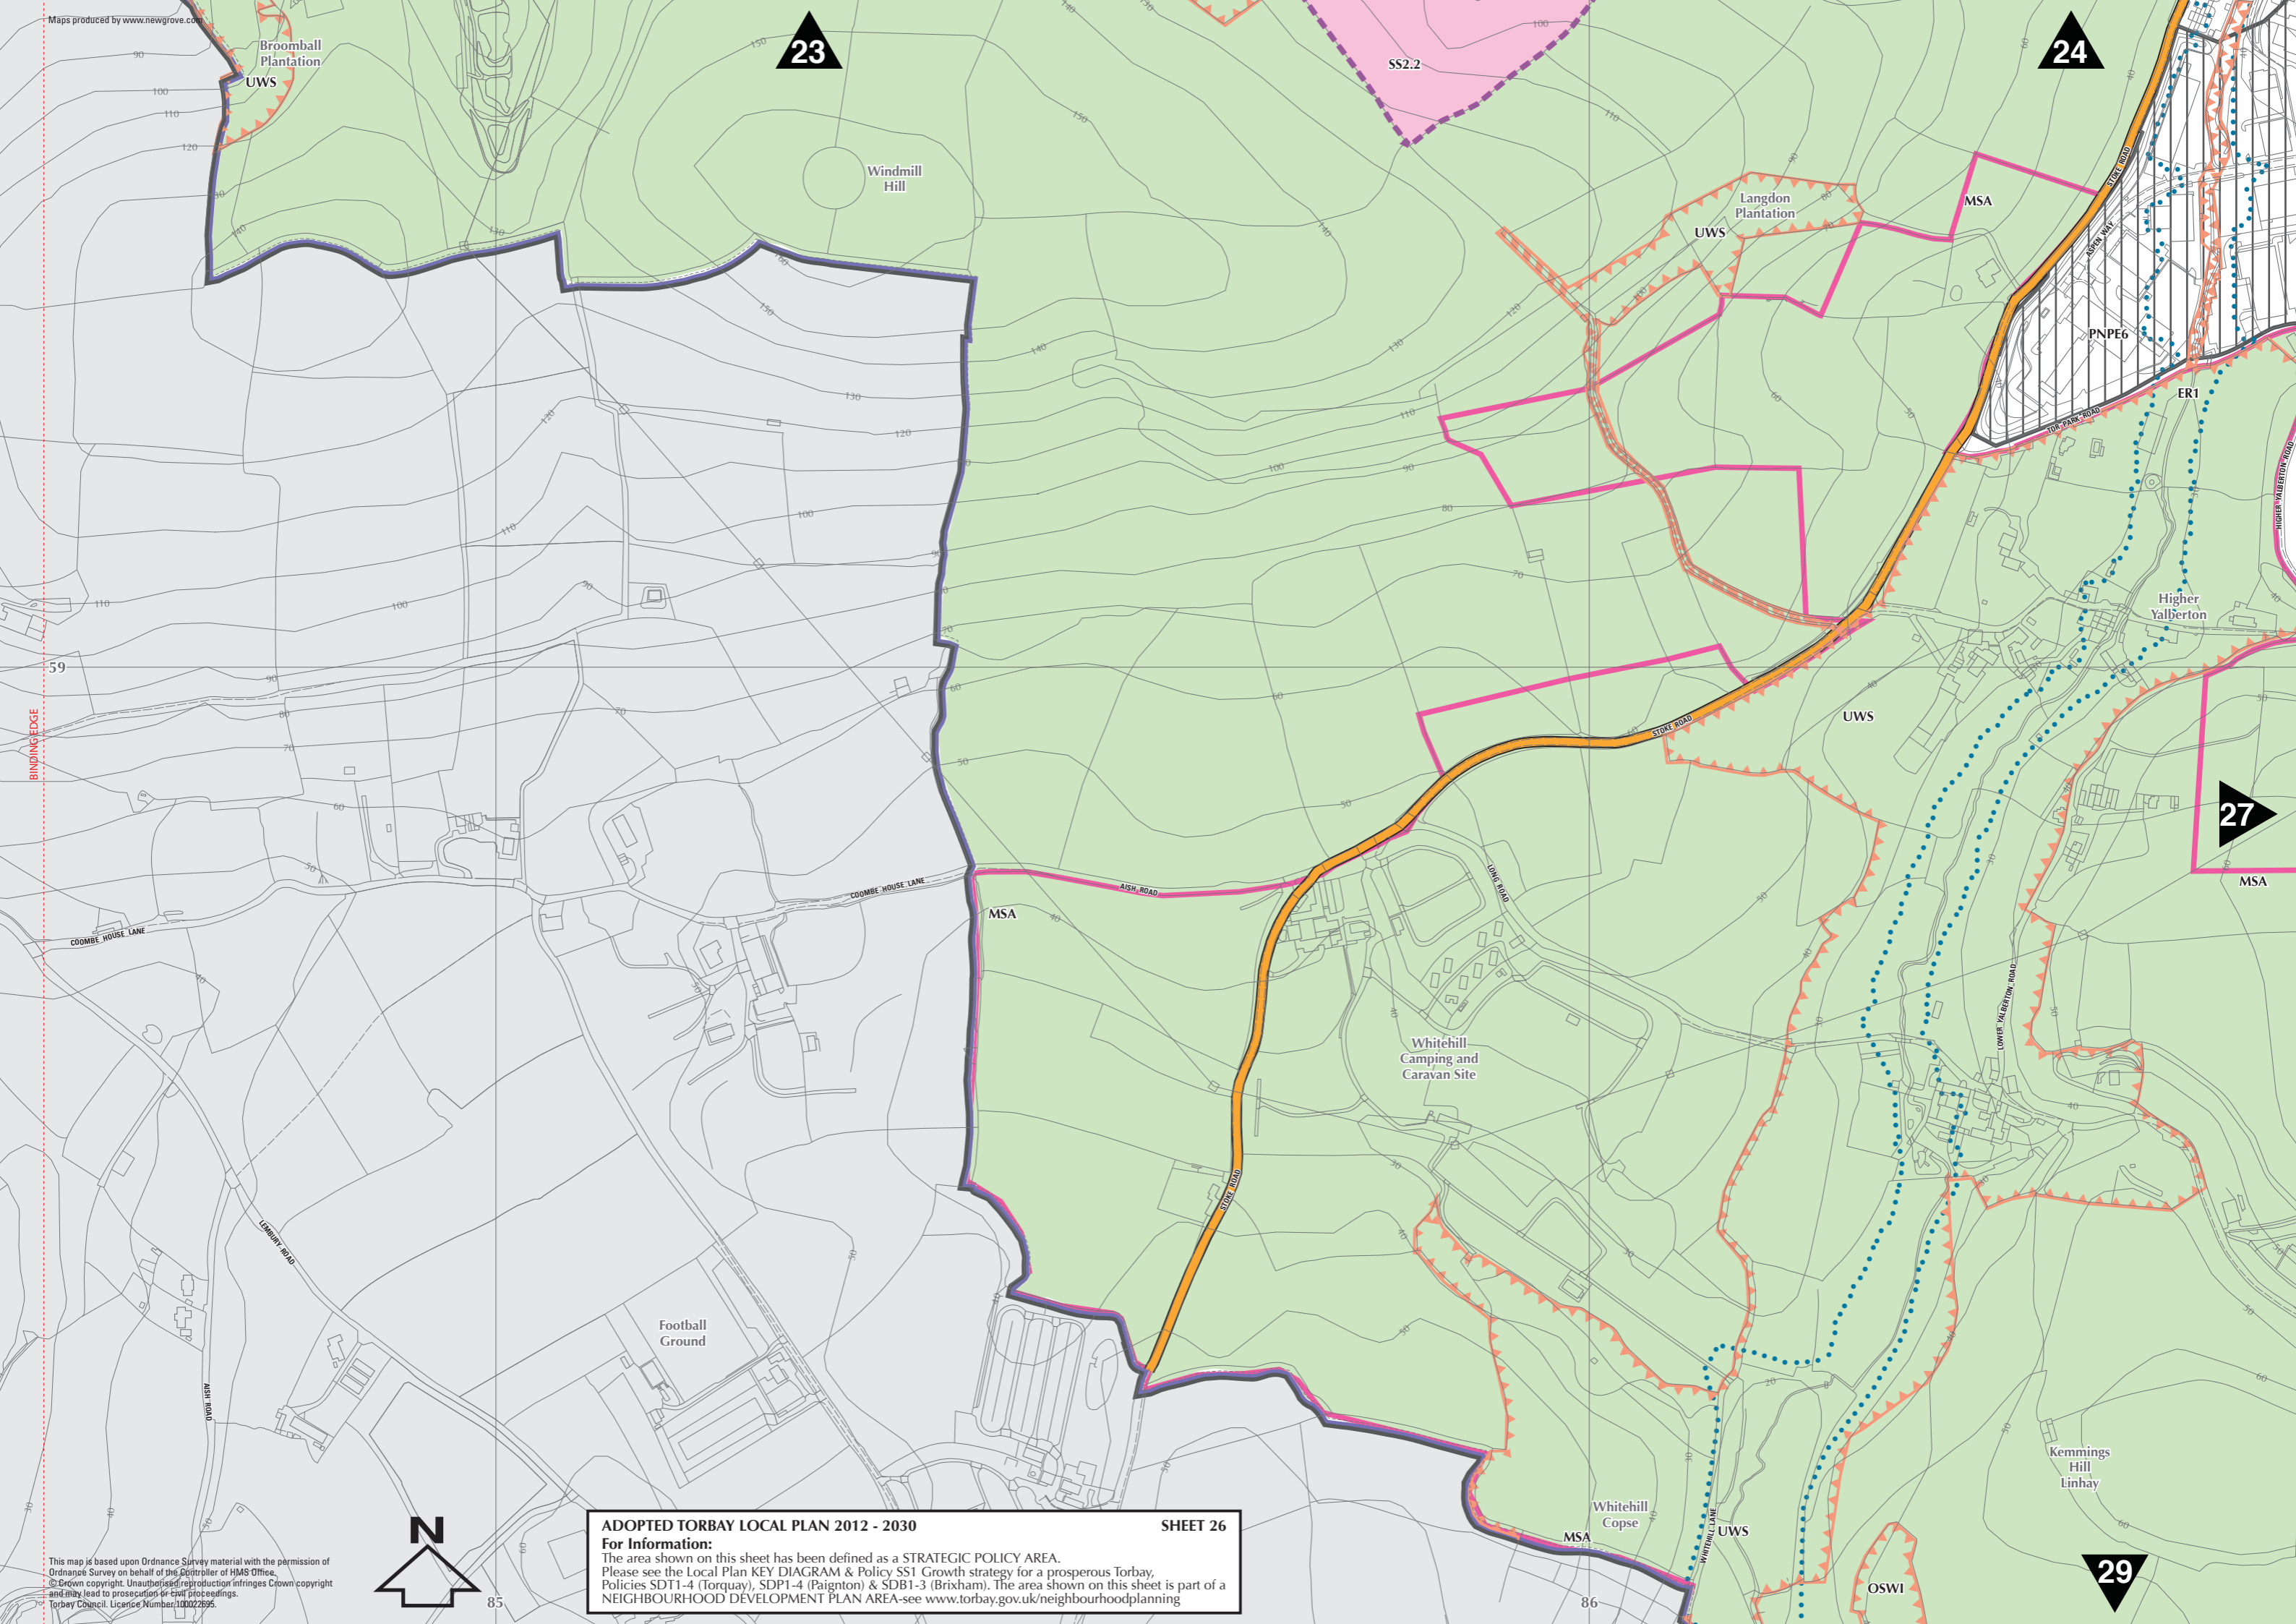 Maps produced by www.newgrove.com
23
24
Broomball
Plantation
UWS
SS2.2
Windmill
Hill
Langdon
Plantation
UWS
MSA
STOKE ROAD
ASPEN WAY
PNPE6
ER1
TOR PARK ROAD
HIGHER YALBERTON ROAD
Higher
Yalberton
59
BINDING EDGE
UWS
STOKE ROAD
27
MSA
COOMBE HOUSE LANE
AISH ROAD
LONG ROAD
MSA
COOMBE HOUSE LANE
LOWER YALBERTON ROAD
Whitehill
Camping and
Caravan Site
STOKE ROAD
LEMBURY ROAD
Football
Ground
AISH ROAD
Kemmings
Hill
Linhay
Whitehill
Copse
MSA
WHITEHILL LANE
UWS
OSWI
29
N
85
86
ADOPTED TORBAY LOCAL PLAN 2012 - 2030 SHEET 26
For Information:
The area shown on this sheet has been defined as a STRATEGIC POLICY AREA.
Please see the Local Plan KEY DIAGRAM & Policy SS1 Growth strategy for a prosperous Torbay,
Policies SDT1-4 (Torquay), SDP1-4 (Paignton) & SDB1-3 (Brixham). The area shown on this sheet is part of a
NEIGHBOURHOOD DEVELOPMENT PLAN AREA-see www.torbay.gov.uk/neighbourhoodplanning
This map is based upon Ordnance Survey material with the permission of
Ordnance Survey on behalf of the Controller of HMS Office.
© Crown copyright. Unauthorised reproduction infringes Crown copyright
and may lead to prosecution or civil proceedings.
Torbay Council. Licence Number 100022695.